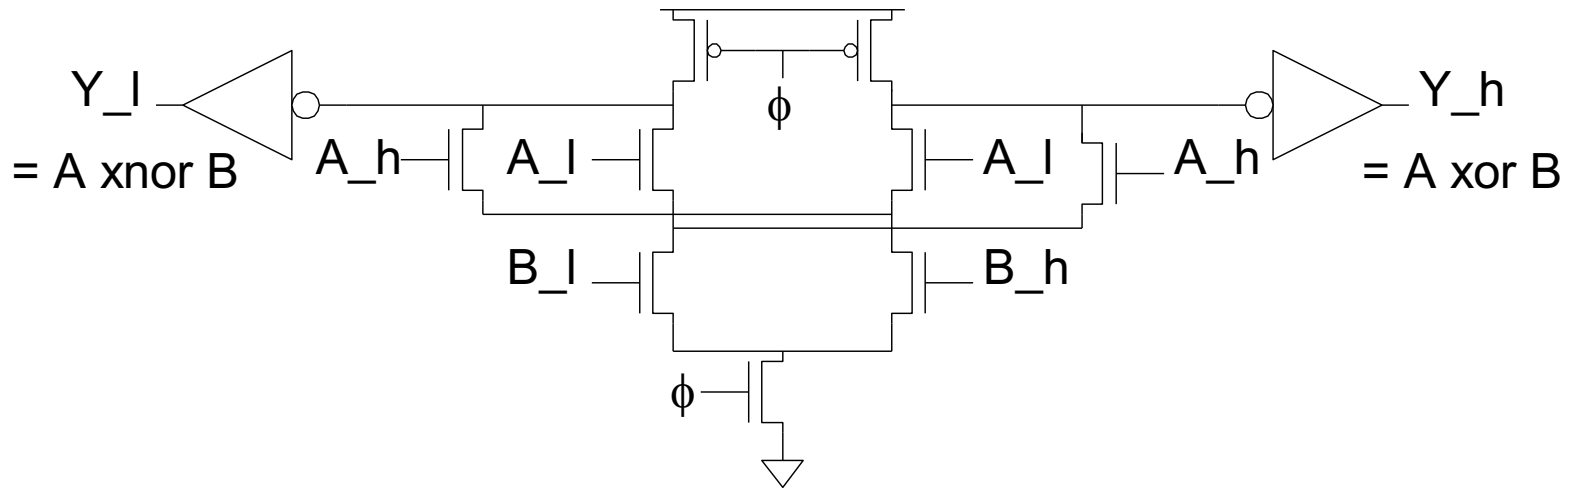 Y_l
ϕ
Y_h
= A xnor B
A_h
A_l
A_l
A_h
= A xor B
B_l
B_h
ϕ